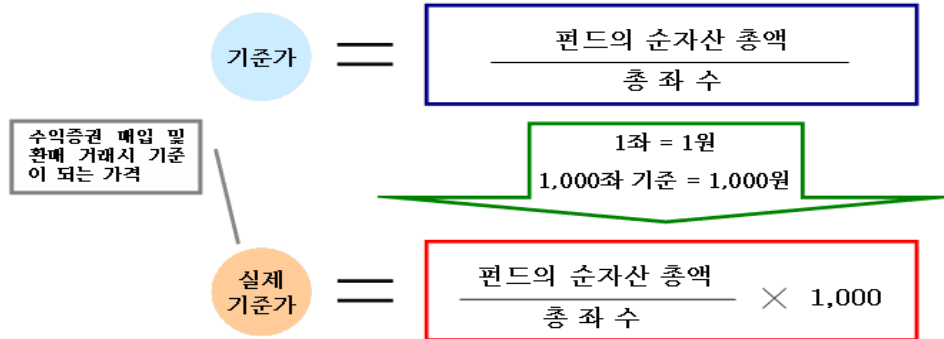 기준가
펀드의 순자산 총액
총 좌 수
수익증권 매입 및
환매 거래시 기준
이 되는 가격
1좌 = 1원
1,000좌 기준 = 1,000원
실제
기준가
펀드의 순자산 총액
총 좌 수
× 1,000